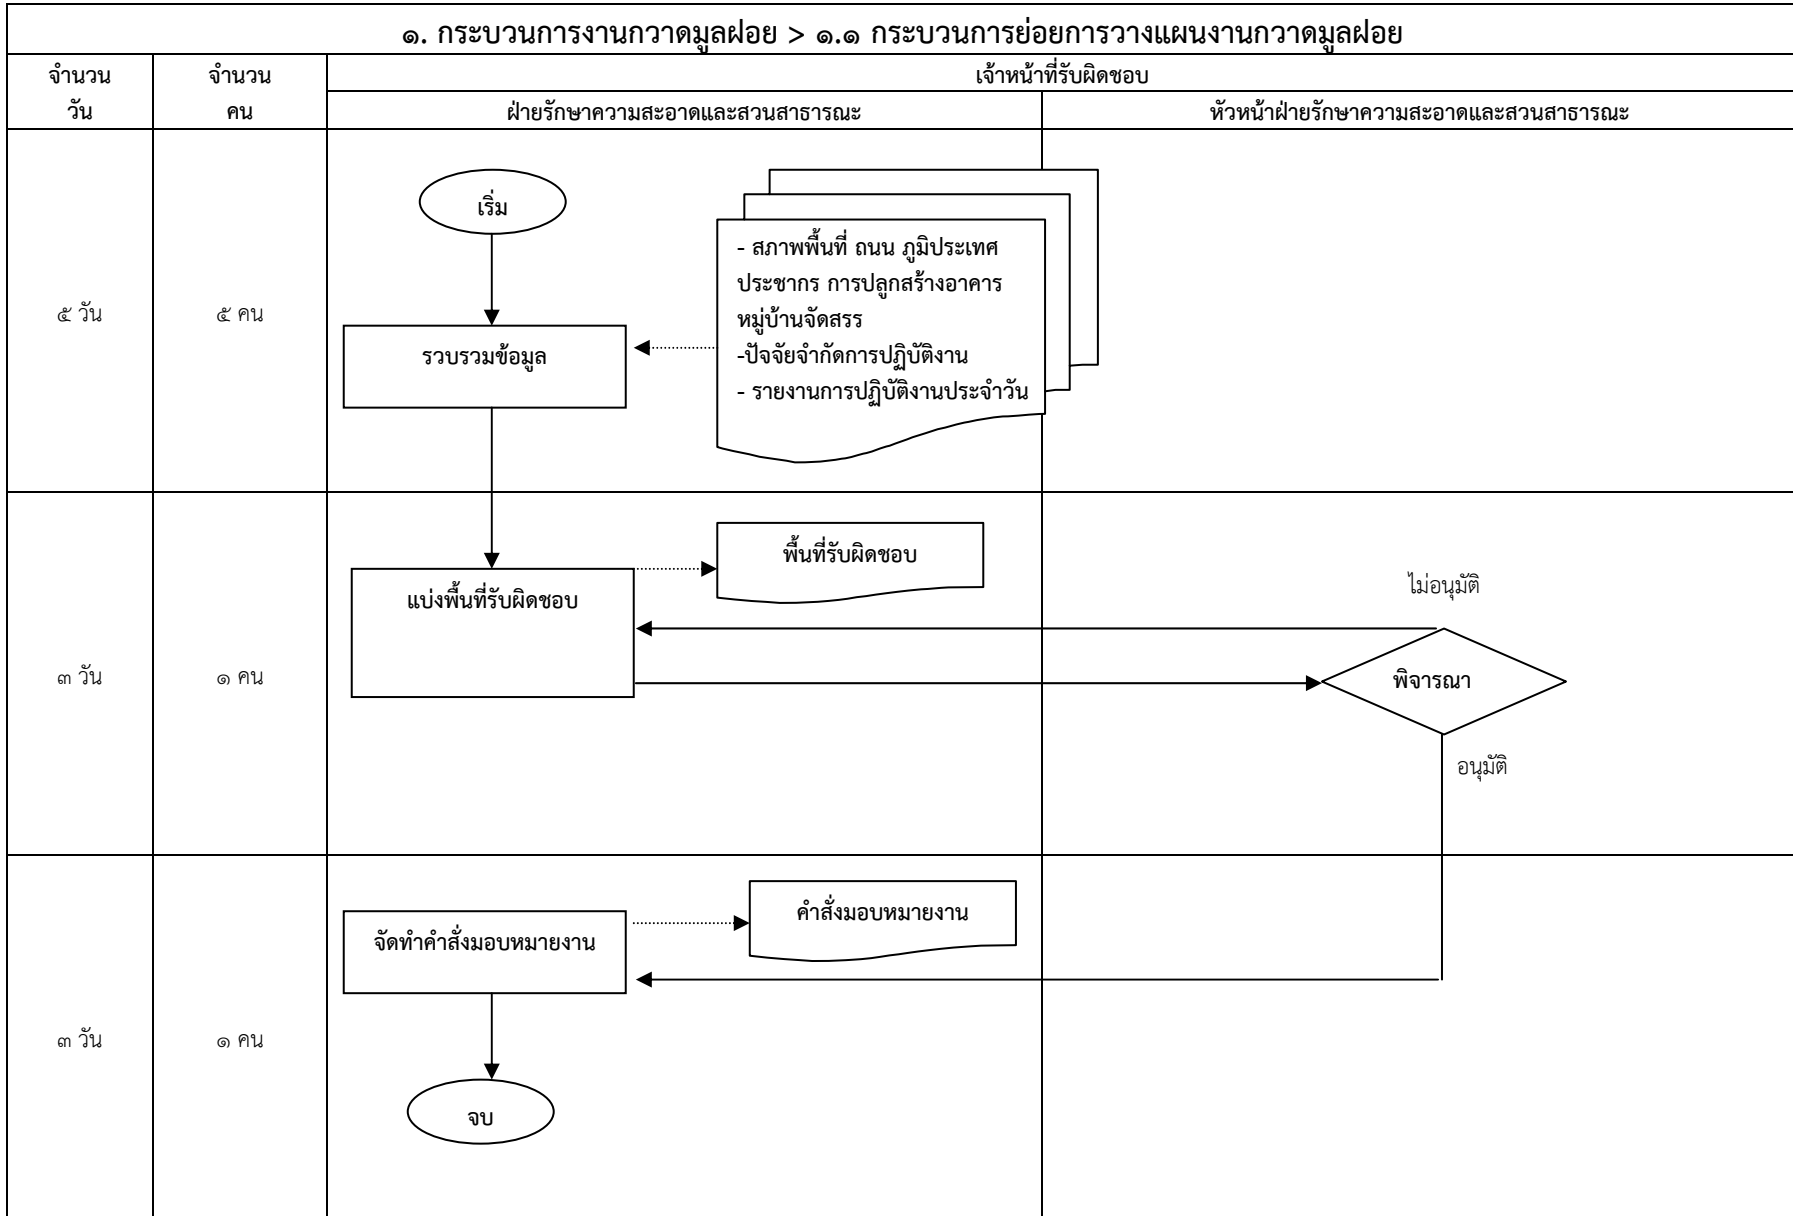 ๑. กระบวนการงานกวาดมูลฝอย > ๑.๑ กระบวนการย่อยการวางแผนงานกวาดมูลฝอย
จำนวน
วัน
จำนวน
คน
เจ้าหน้าที่รับผิดชอบ
ฝ่ายรักษาความสะอาดและสวนสาธารณะ
หัวหน้าฝ่ายรักษาความสะอาดและสวนสาธารณะ
๕ วัน
๕ คน
เริ่ม
- สภาพพื้นที่ ถนน ภูมิประเทศ
ประชากร การปลูกสร้างอาคาร
หมู่บ้านจัดสรร
-ปัจจัยจำกัดการปฏิบัติงาน
- รายงานการปฏิบัติงานประจำวัน
รวบรวมข้อมูล
๓ วัน
๑ คน
พื้นที่รับผิดชอบ
แบ่งพื้นที่รับผิดชอบ
ไม่อนุมัติ
พิจารณา
อนุมัติ
๓ วัน
๑ คน
คำสั่งมอบหมายงาน
จัดทำคำสั่งมอบหมายงาน
จบ